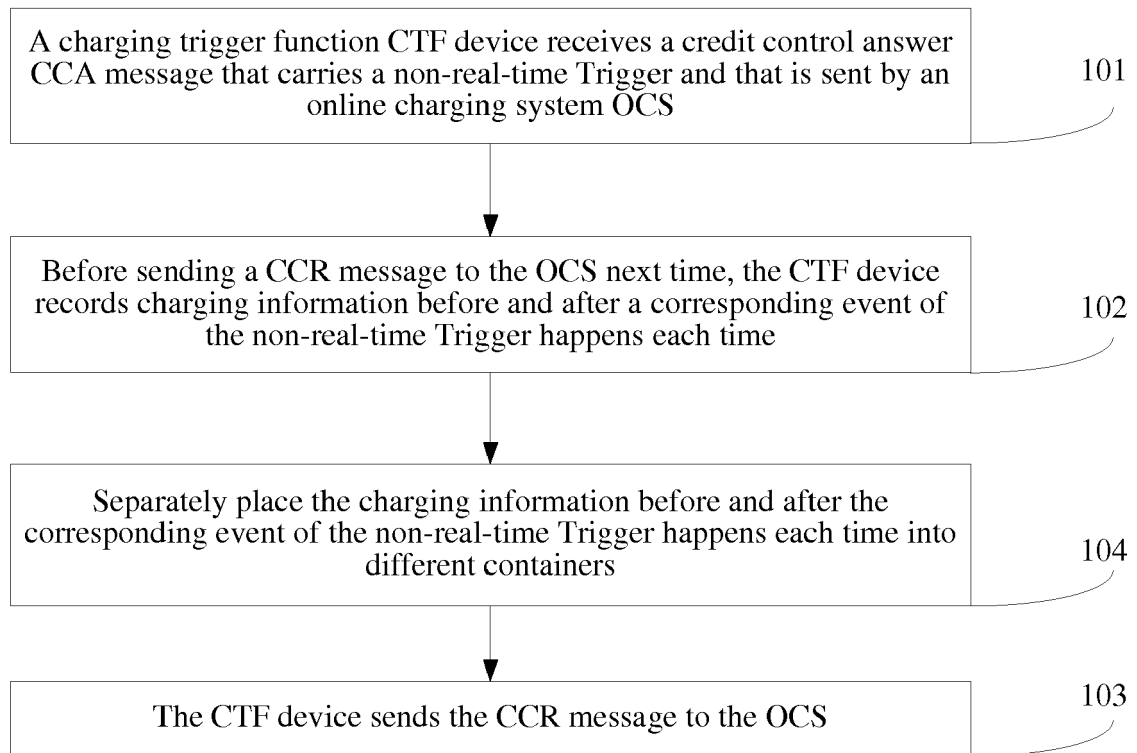 A charging trigger function CTF device receives a credit control answer
CCA message that carries a non-real-time Trigger and that is sent by an
online charging system OCS
101
Before sending a CCR message to the OCS next time, the CTF device
records charging information before and after a corresponding event of
the non-real-time Trigger happens each time
102
Separately place the charging information before and after the
corresponding event of the non-real-time Trigger happens each time into
different containers
104
The CTF device sends the CCR message to the OCS
103